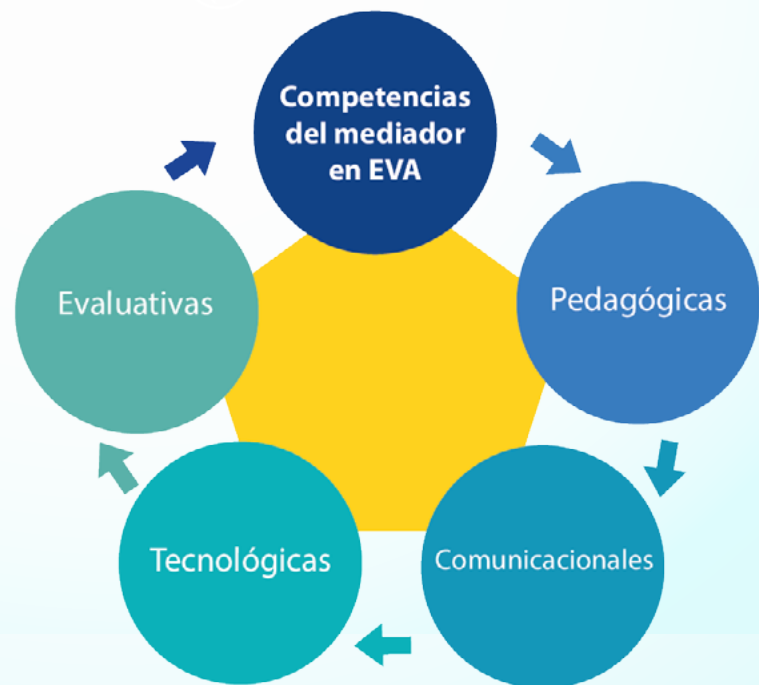 Competencias
del mediador
en EVA
Pedagógicas
Comunicacionales
Tecnológicas
Evaluativas